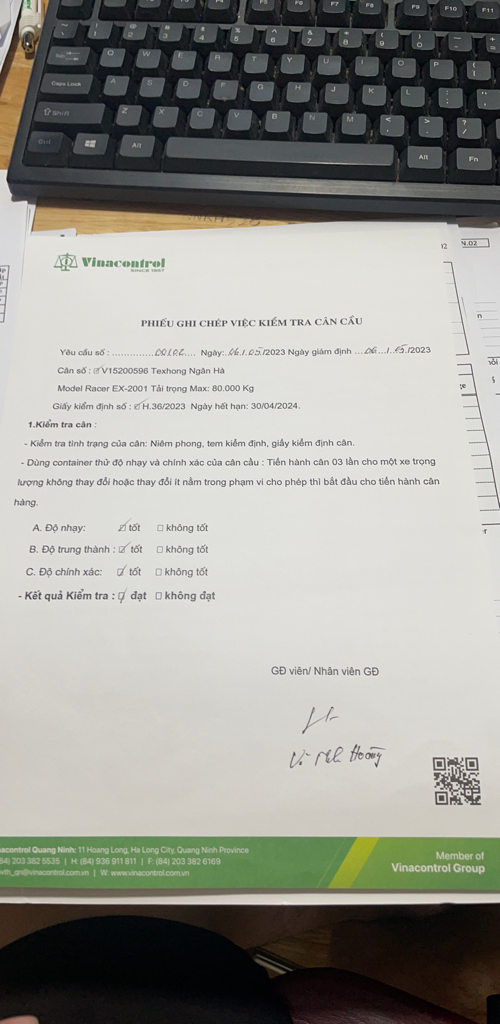 Vinacontrol
SINCE 1957
PHIẾU GHI CHÉP VIỆC KIỂM TRA CÂN CẨU
Yêu cầu số : ............... Ngày: 06./.05/2023 Ngày giám định ...06.../.05/2023
Cân số : ☑V15200596 Texhong Ngân Hà
Model Racer EX-2001 Tải trọng Max: 80.000 Kg
Giấy kiểm định số : ☑H.36/2023 Ngày hết hạn: 30/04/2024.
1.Kiểm tra cân :
- Kiểm tra tình trạng của cân: Niêm phong, tem kiểm định, giấy kiểm định cân.
- Dùng container thử độ nhạy và chính xác của cân cẩu : Tiến hành cân 03 lần cho một xe trọng
lượng không thay đổi hoặc thay đổi ít nằm trong phạm vi cho phép thì bắt đầu cho tiến hành cân
hàng.
A. Độ nhạy: ☑ tốt ☐ không tốt
B. Độ trung thành : ☑ tốt ☐ không tốt
C. Độ chính xác: ☑ tốt ☐ không tốt
- Kết quả Kiểm tra : ☑ đạt ☐ không đạt
GĐ viên/ Nhân viên GĐ
Hoàng
nacontrol Quang Ninh: 11 Hoang Long, Ha Long City, Quang Ninh Province
84) 203 382 5535 | M: (84) 936 911 811 | F: (84) 203 382 6169
vith_qn@vinacontrol.com.vn | W: www.vinacontrol.com.vn
Member of
Vinacontrol Group
12
N.02